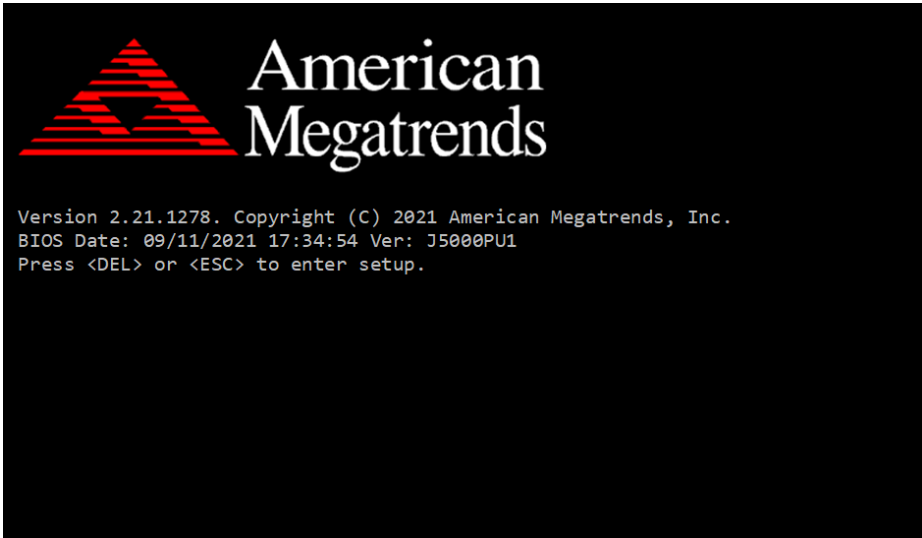 American
Megatrends
Version 2.21.1278. Copyright (C) 2021 American Megatrends, Inc.
BIOS Date: 09/11/2021 17:34:54 Ver: J5000PU1
Press <DEL> or <ESC> to enter setup.